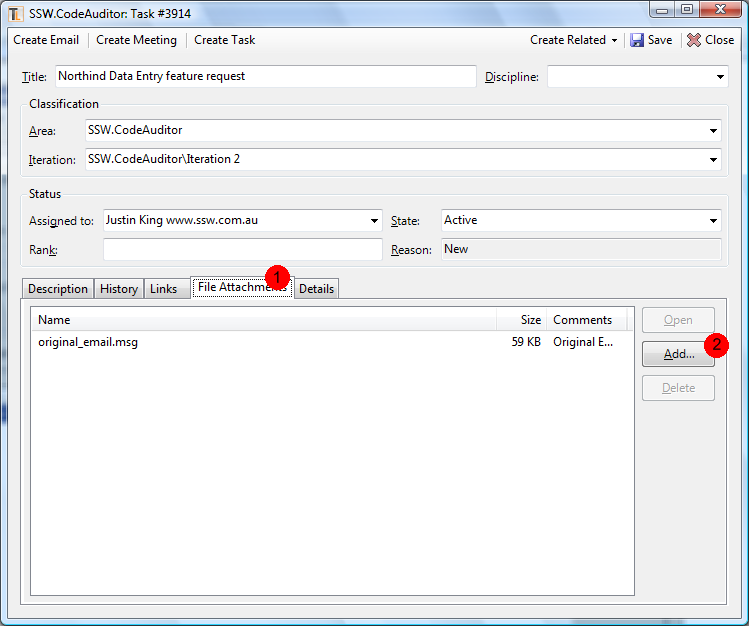 TL SSW.CodeAuditor: Task #3914
Create Email Create Meeting Create Task Create Related Save Close
Title: Northind Data Entry feature request Discipline:
Classification
Area: SSW.CodeAuditor
Iteration: SSW.CodeAuditor\Iteration 2
Status
Assigned to: Justin King www.ssw.com.au State: Active
Rank: Reason: New
1
Description History Links File Attachments Details
Name Size Comments Open
original_email.msg 59 KB Original E... Add... 2
Delete